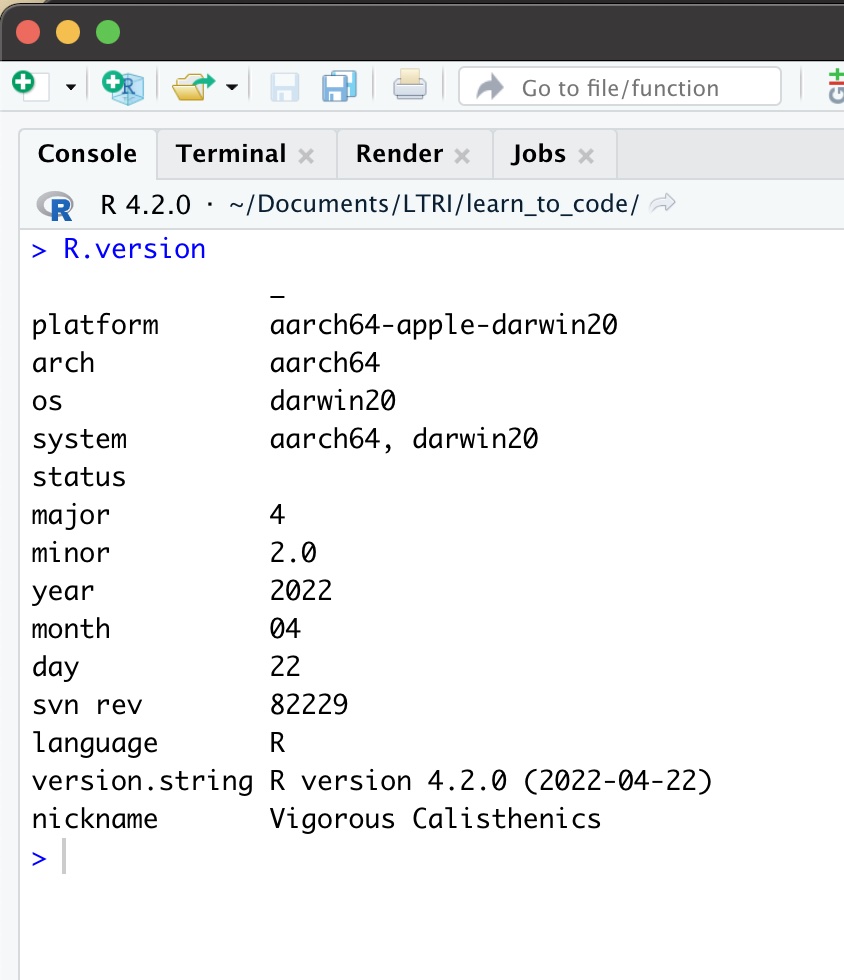 Go to file/function
Console Terminal Render Jobs
R R 4.2.0 · ~/Documents/LTRI/learn_to_code/
> R.version
_
platform aarch64-apple-darwin20
arch aarch64
os darwin20
system aarch64, darwin20
status
major 4
minor 2.0
year 2022
month 04
day 22
svn rev 82229
language R
version.string R version 4.2.0 (2022-04-22)
nickname Vigorous Calisthenics
>